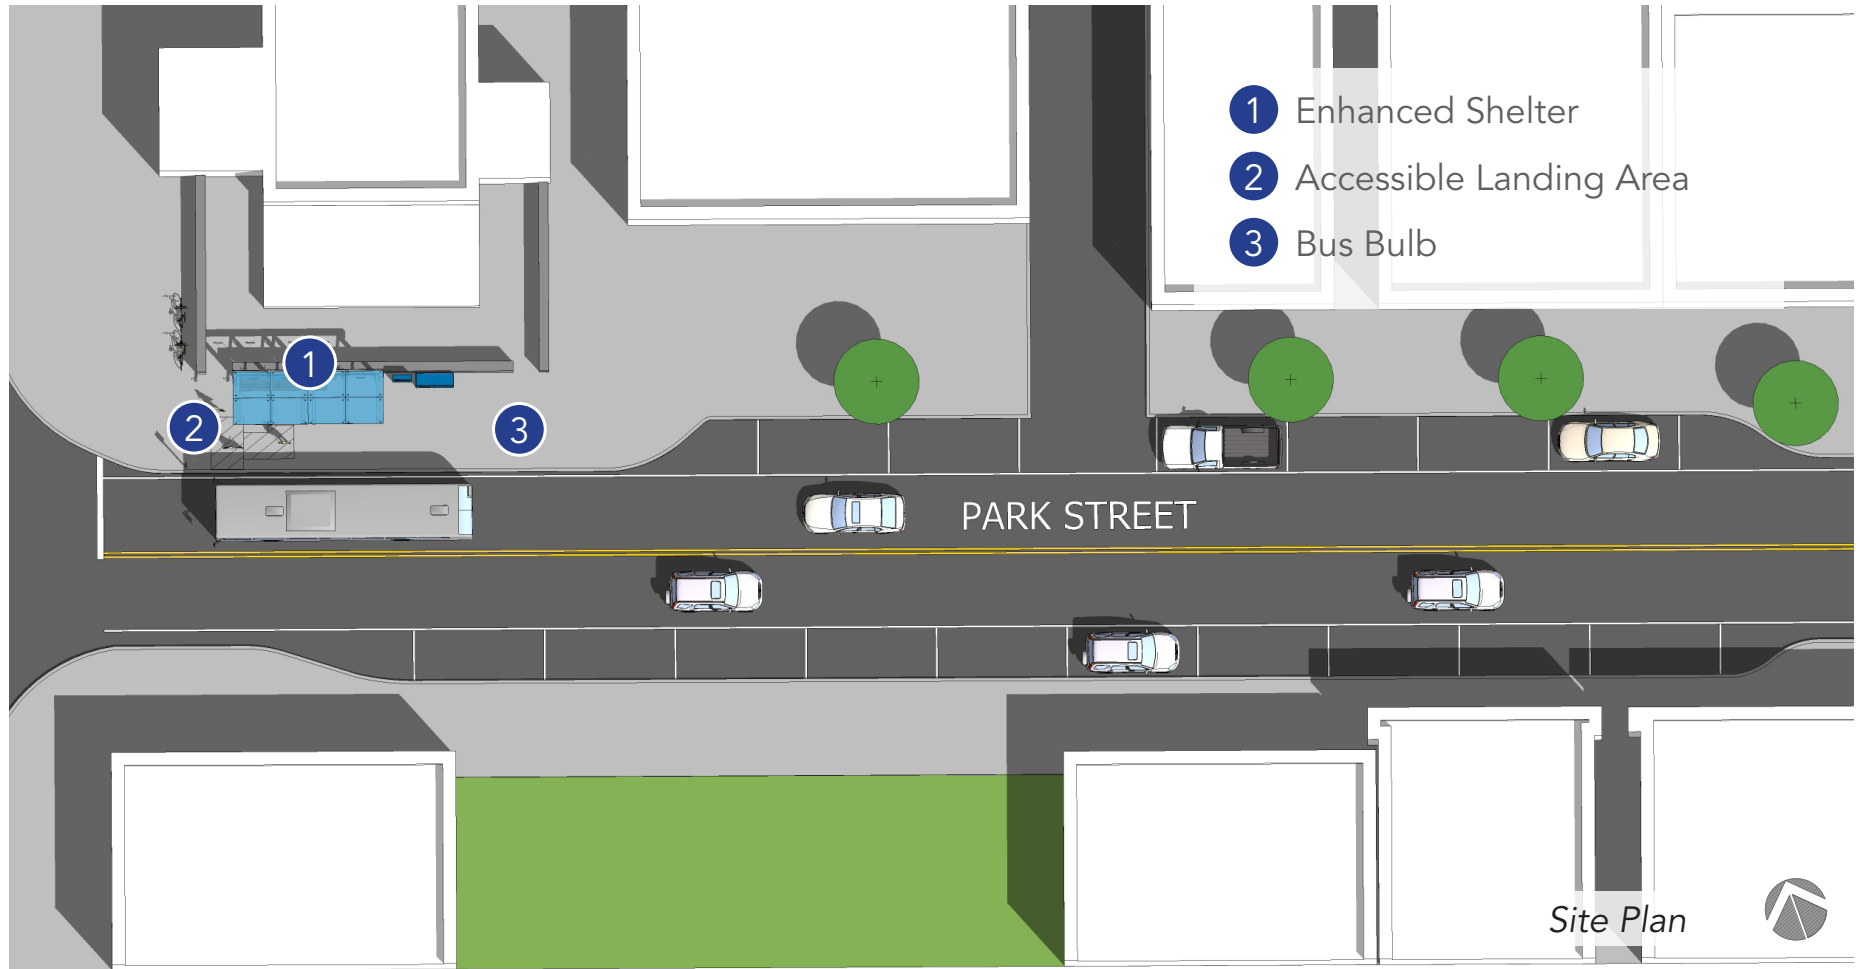 1 Enhanced Shelter
2 Accessible Landing Area
3 Bus Bulb
1
2
3
PARK STREET
Site Plan